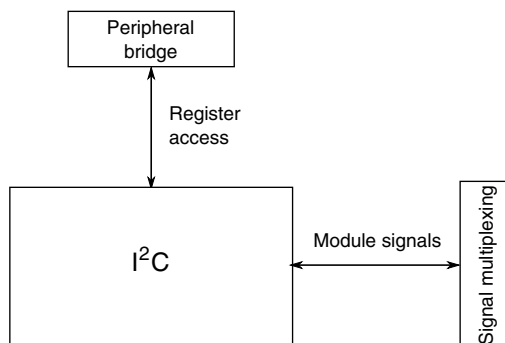 Peripheral
bridge
Register
access
I²C
Module signals
Signal multiplexing